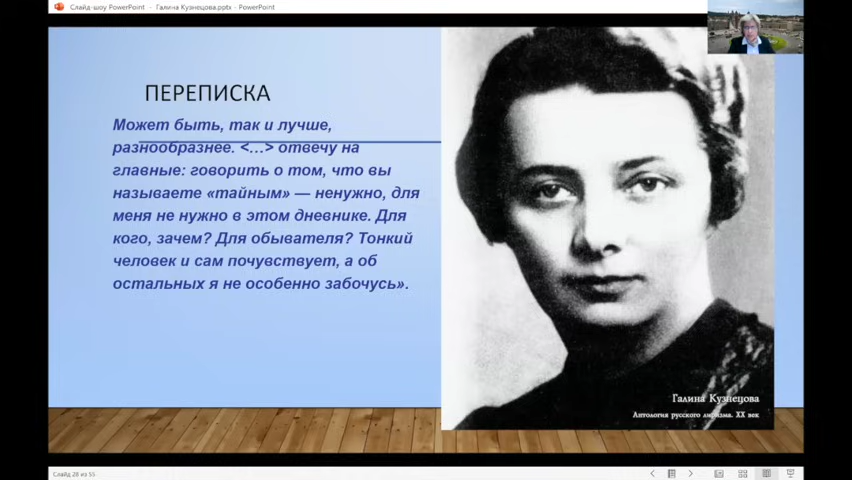 Слайд-шоу PowerPoint - Галина Кузнецова.pptx - PowerPoint
ПЕРЕПИСКА
Может быть, так и лучше,
разнообразнее. <…> отвечу на
главные: говорить о том, что вы
называете «тайным» — ненужно, для
меня не нужно в этом дневнике. Для
кого, зачем? Для обывателя? Тонкий
человек и сам почувствует, а об
остальных я не особенно забочусь».
Галина Кузнецова
Антология русского лиризма. XX век
Слайд 28 из 55